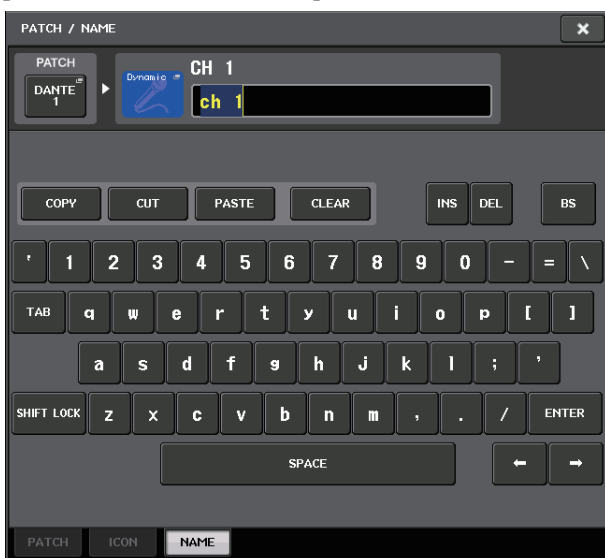 PATCH / NAME ×
PATCH
DANTE
1
Dynamic
CH 1
ch 1
COPY CUT PASTE CLEAR INS DEL BS
' 1 2 3 4 5 6 7 8 9 0 - = \
TAB q w e r t y u i o p [ ]
a s d f g h j k l ; '
SHIFT LOCK z x c v b n m , . / ENTER
SPACE ← →
PATCH ICON NAME